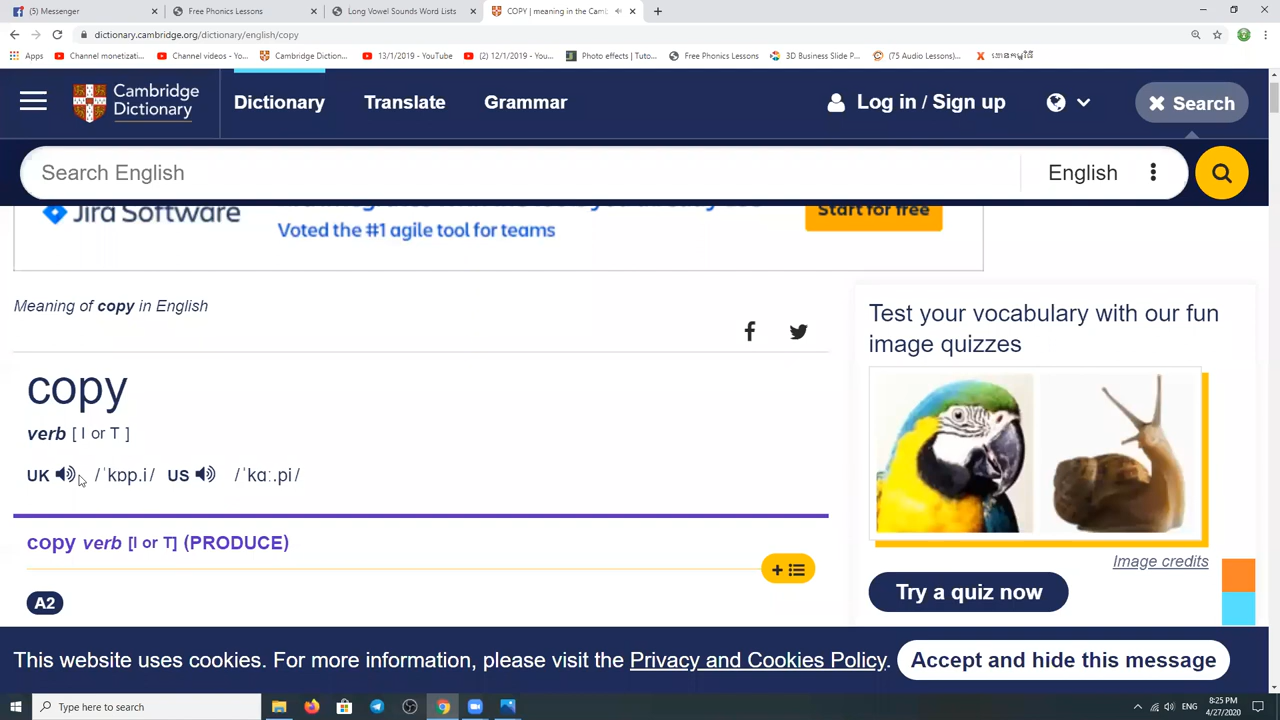 (5) Messenger
Free Phonics Lessons
Long Vowel Sounds Word Lists
COPY | meaning in the Cam
dictionary.cambridge.org/dictionary/english/copy
Apps
Channel monetizati...
Channel videos - Yo...
Cambridge Diction...
13/1/2019 - YouTube
(2) 12/1/2019 - You...
Photo effects | Tuto...
Free Phonics Lessons
3D Business Slide P...
(75 Audio Lessons)...
Cambridge
Dictionary
Dictionary
Translate
Grammar
Log in / Sign up
Search
Search English
English
Jira Software
Start for free
Voted the #1 agile tool for teams
Meaning of copy in English
copy
verb [ I or T ]
UK /ˈkɒp.i/ US /ˈkɑː.pi/
copy verb [I or T] (PRODUCE)
A2
Test your vocabulary with our fun
image quizzes
Image credits
Try a quiz now
This website uses cookies. For more information, please visit the Privacy and Cookies Policy.
Accept and hide this message
Type here to search
ENG
8:25 PM
4/27/2020